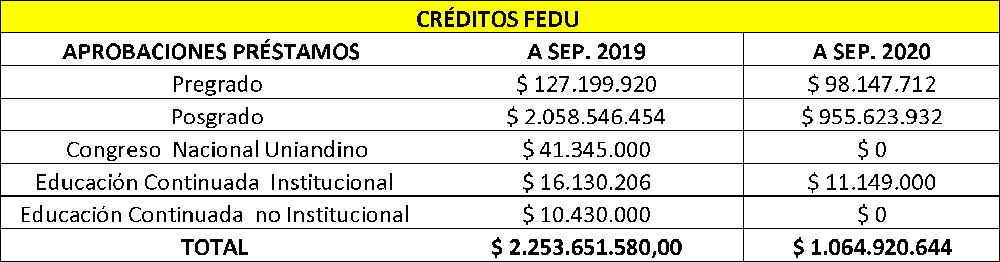 CRÉDITOS FEDU
APROBACIONES PRÉSTAMOS A SEP. 2019 A SEP. 2020
Pregrado $ 127.199.920 $ 98.147.712
Posgrado $ 2.058.546.454 $ 955.623.932
Congreso Nacional Uniandino $ 41.345.000 $ 0
Educación Continuada Institucional $ 16.130.206 $ 11.149.000
Educación Continuada no Institucional $ 10.430.000 $ 0
TOTAL $ 2.253.651.580,00 $ 1.064.920.644